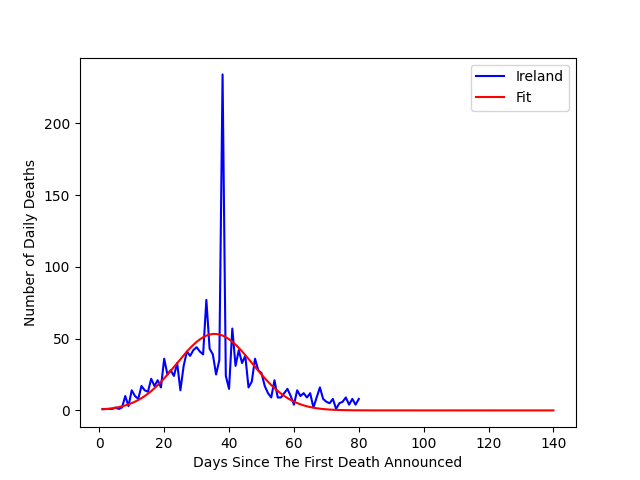 Ireland
Fit
200
150
100
50
0
Number of Daily Deaths
0 20 40 60 80 100 120 140
Days Since The First Death Announced